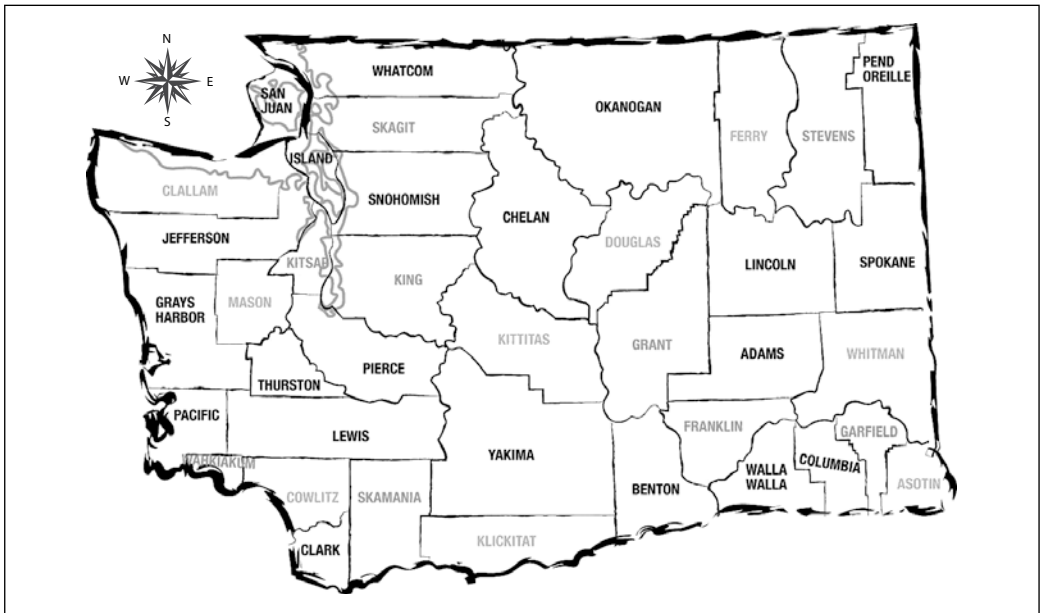 N
W
E
S
WHATCOM
SAN
JUAN
SKAGIT
ISLAND
CLALLAM
SNOHOMISH
JEFFERSON
KITSAP
KING
GRAYS
HARBOR
MASON
PIERCE
THURSTON
PACIFIC
LEWIS
WAHKIAKUM
COWLITZ
SKAMANIA
CLARK
OKANOGAN
CHELAN
DOUGLAS
KITTITAS
GRANT
YAKIMA
KLICKITAT
BENTON
FERRY
STEVENS
PEND
OREILLE
LINCOLN
SPOKANE
ADAMS
WHITMAN
FRANKLIN
WALLA
WALLA
COLUMBIA
GARFIELD
ASOTIN